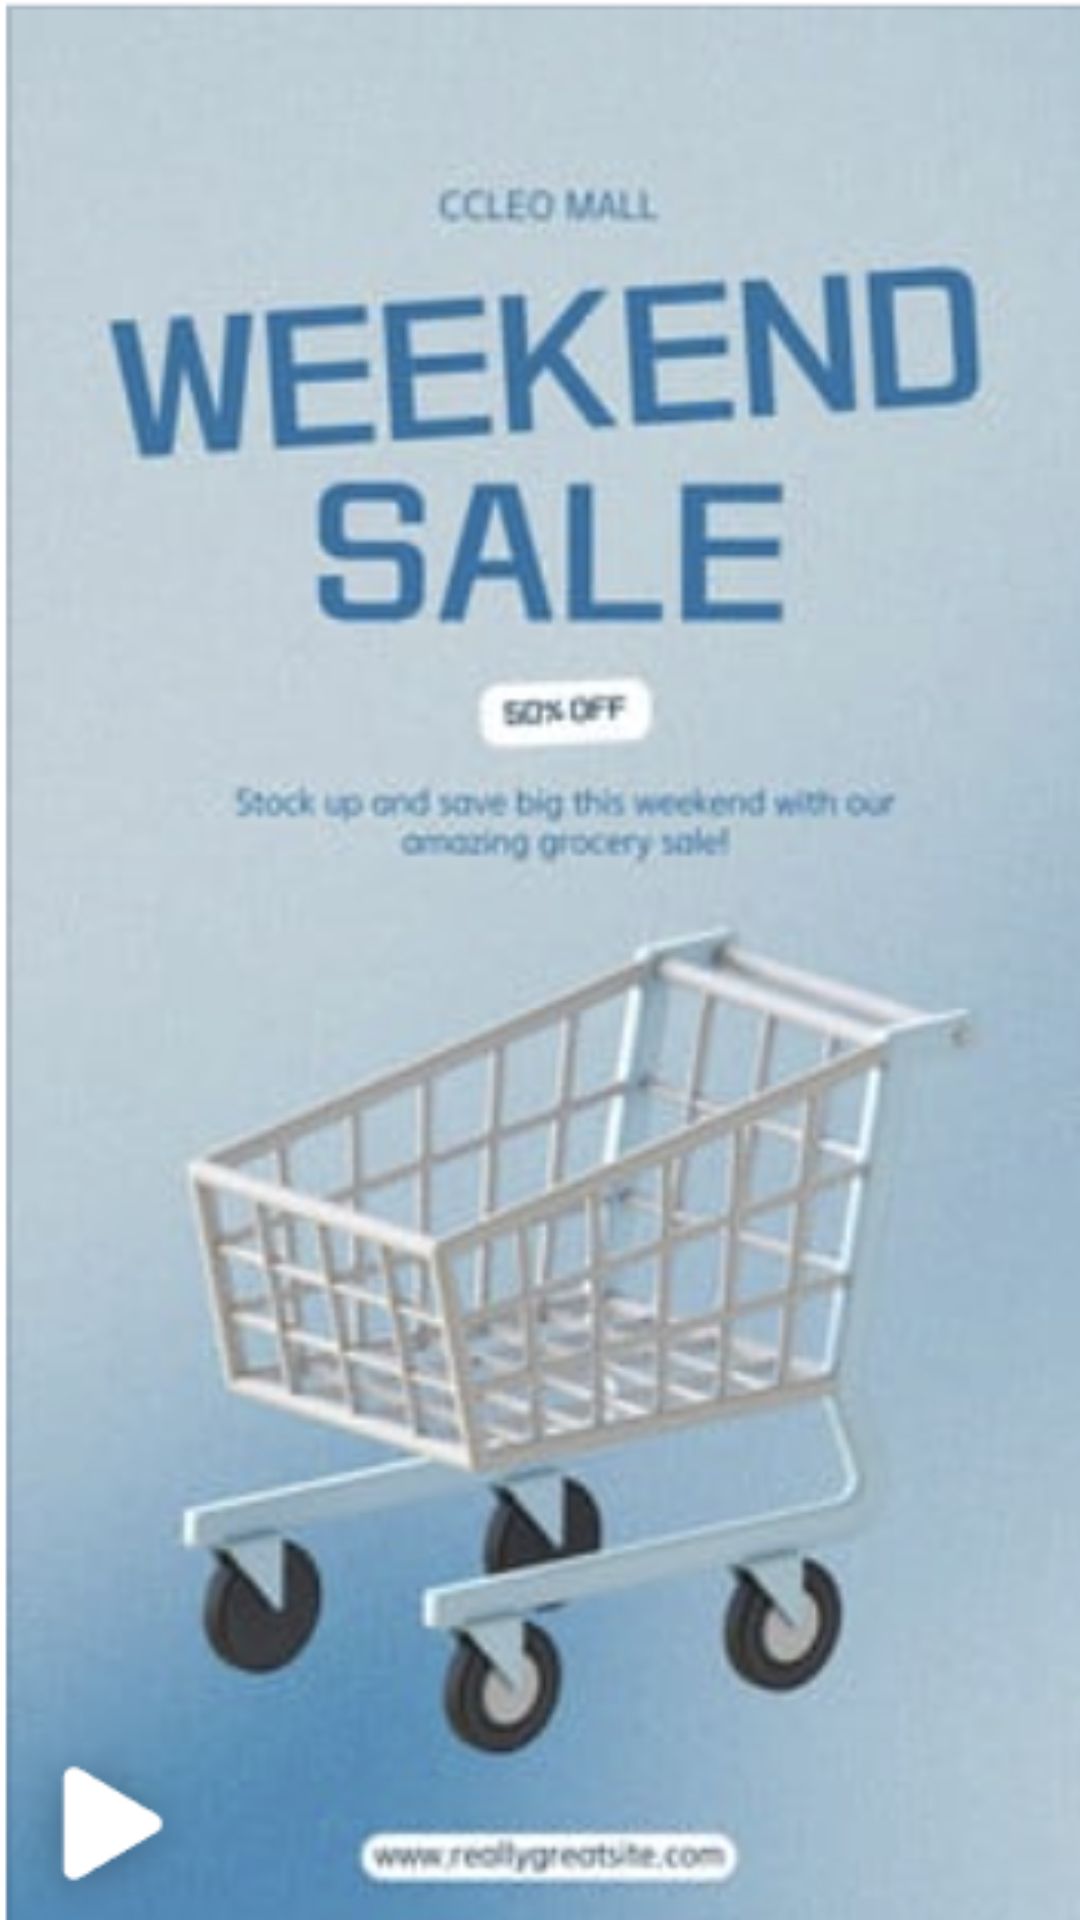 CCLEO MALL
WEEKEND
SALE
50% OFF
Stock up and save big this weekend with our
amazing grocery sale!
www.reallygreatsite.com